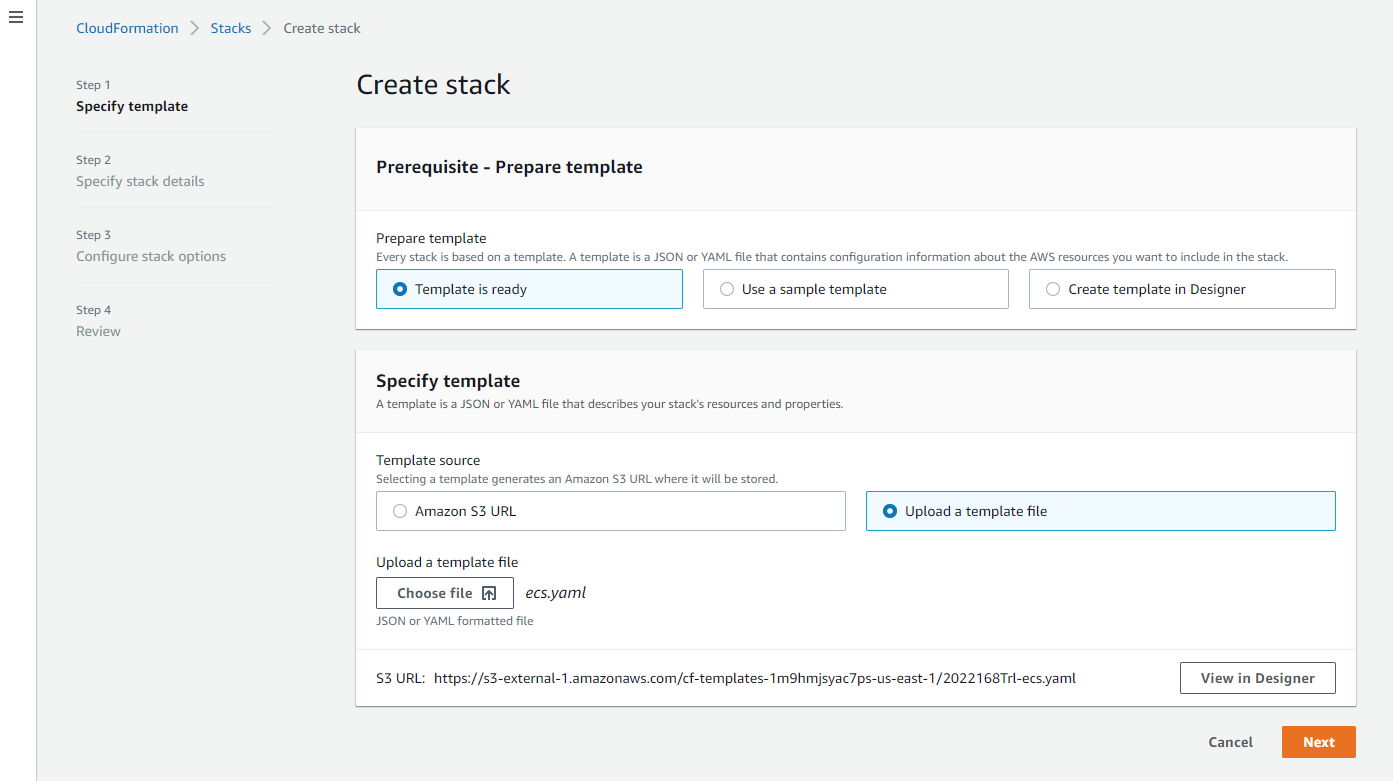 CloudFormation > Stacks > Create stack
Step 1
Specify template
Step 2
Specify stack details
Step 3
Configure stack options
Step 4
Review
Create stack
Prerequisite - Prepare template
Prepare template
Every stack is based on a template. A template is a JSON or YAML file that contains configuration information about the AWS resources you want to include in the stack.
Template is ready
Use a sample template
Create template in Designer
Specify template
A template is a JSON or YAML file that describes your stack's resources and properties.
Template source
Selecting a template generates an Amazon S3 URL where it will be stored.
Amazon S3 URL
Upload a template file
Upload a template file
Choose file ecs.yaml
JSON or YAML formatted file
S3 URL: https://s3-external-1.amazonaws.com/cf-templates-1m9hmjsyac7ps-us-east-1/2022168Trl-ecs.yaml
View in Designer
Cancel
Next